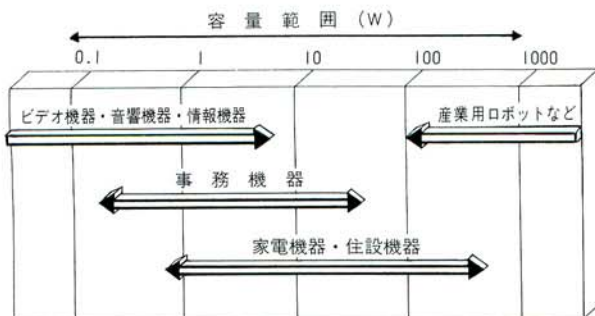 容量範囲（W）
0.1 1 10 100 1000
ビデオ機器・音響機器・情報機器
産業用ロボットなど
事務機器
家電機器・住設機器